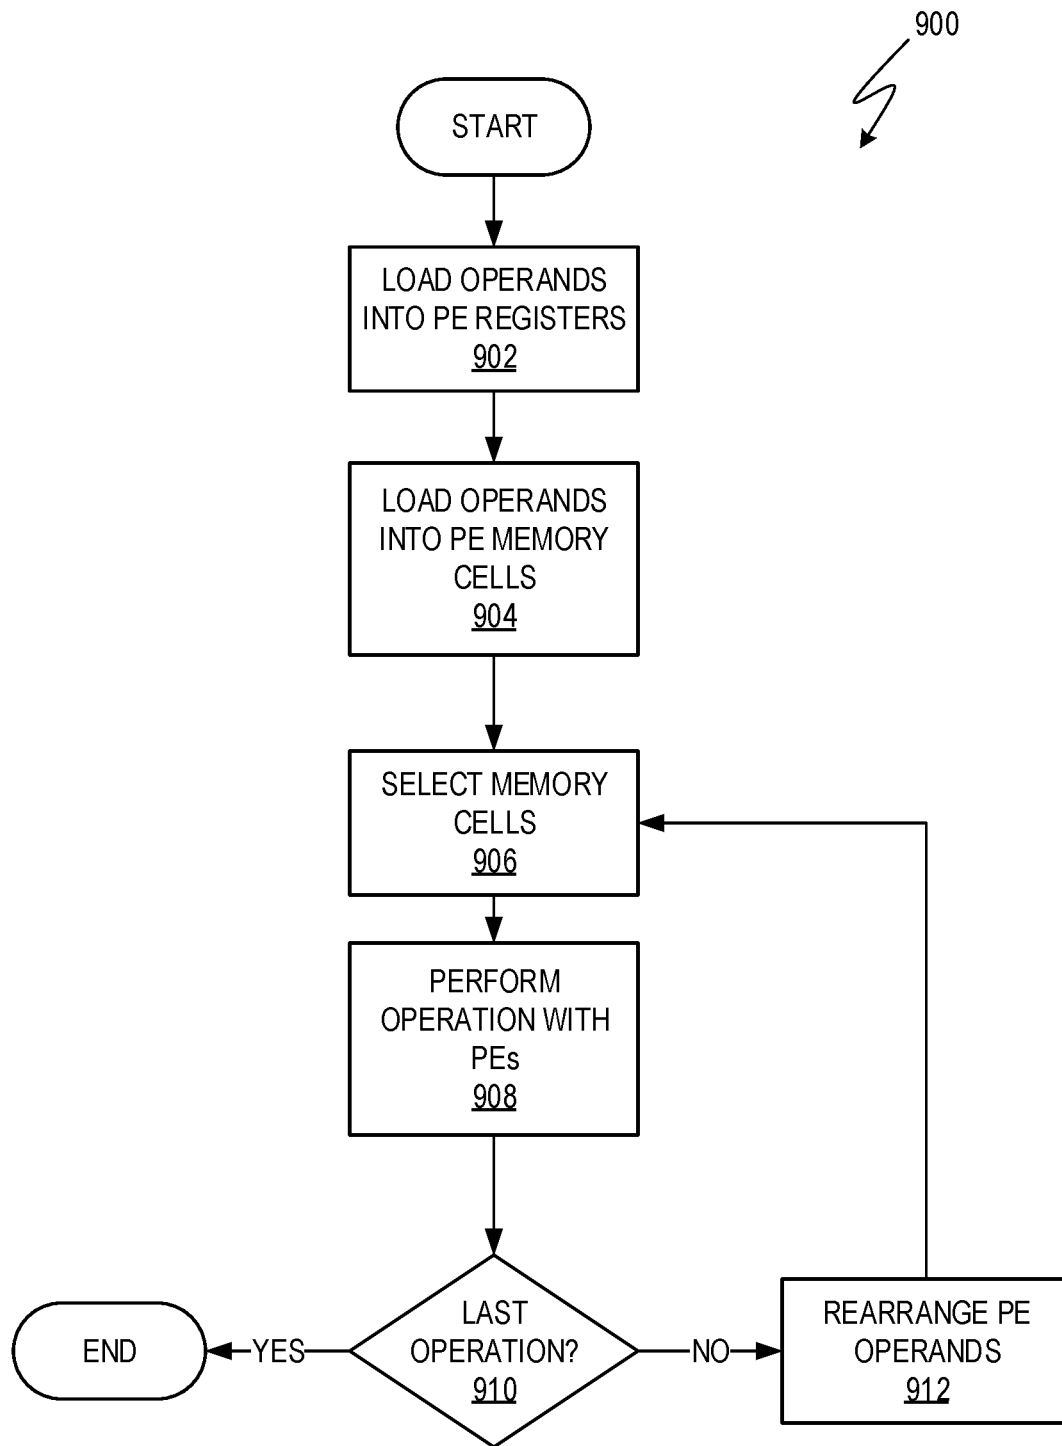 900
START
LOAD OPERANDS
INTO PE REGISTERS
902
LOAD OPERANDS
INTO PE MEMORY
CELLS
904
SELECT MEMORY
CELLS
906
PERFORM
OPERATION WITH
PEs
908
LAST
OPERATION?
910
YES
END
NO
REARRANGE PE
OPERANDS
912